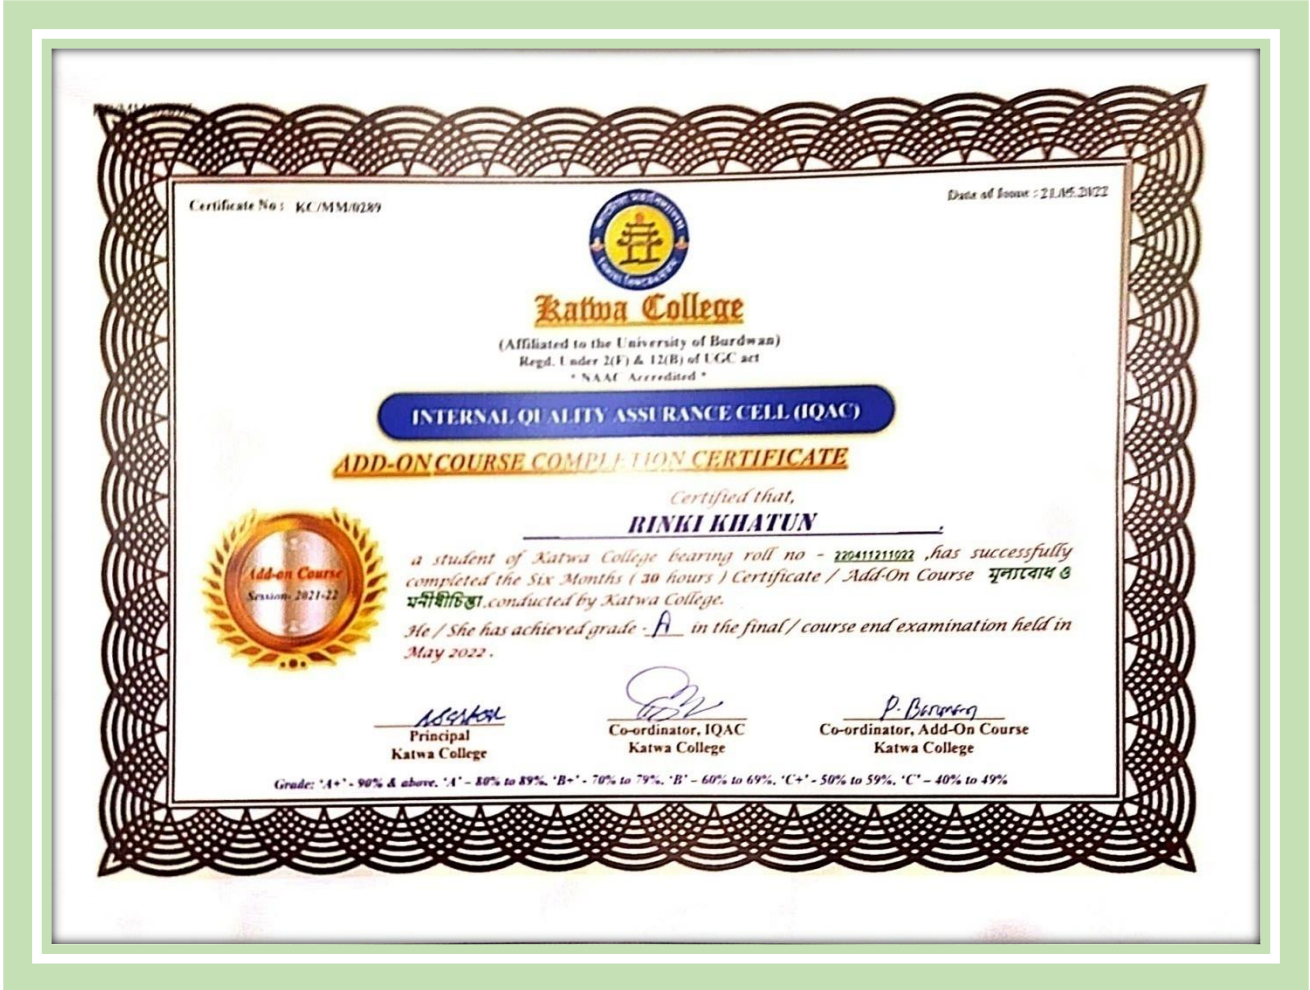 Certificate No : KC/MM/0289
Date of Issue : 21.05.2022
Katwa College
(Affiliated to the University of Burdwan)
Regd. Under 2(F) & 12(B) of UGC act
* NAAC Accredited *
INTERNAL QUALITY ASSURANCE CELL (IQAC)
ADD-ON COURSE COMPLETION CERTIFICATE
Certified that,
RINKI KHATUN .
a student of Katwa College bearing roll no – 220411211022 ,has successfully
completed the Six Months ( 30 hours ) Certificate / Add-On Course মূল্যবোধ ও
মনীষীচিন্তা conducted by Katwa College.
He / She has achieved grade - A in the final / course end examination held in
May 2022 .
Add-on Course
Session- 2021-22
Principal
Katwa College
Co-ordinator, IQAC
Katwa College
P. Barman
Co-ordinator, Add-On Course
Katwa College
Grade: 'A+' - 90% & above, 'A' – 80% to 89%, 'B+' - 70% to 79%, 'B' – 60% to 69%, 'C+' - 50% to 59%, 'C' – 40% to 49%